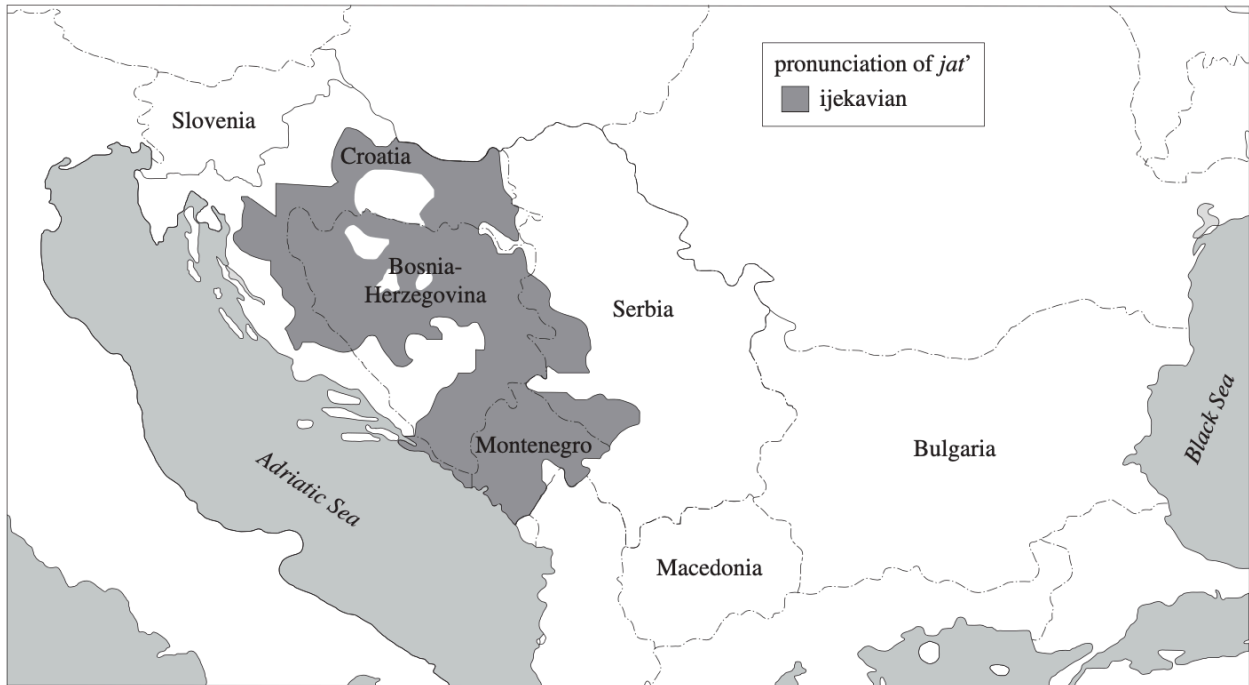 pronunciation of jat’
ijekavian
Slovenia
Croatia
Bosnia-
Herzegovina
Serbia
Montenegro
Bulgaria
Black Sea
Adriatic Sea
Macedonia